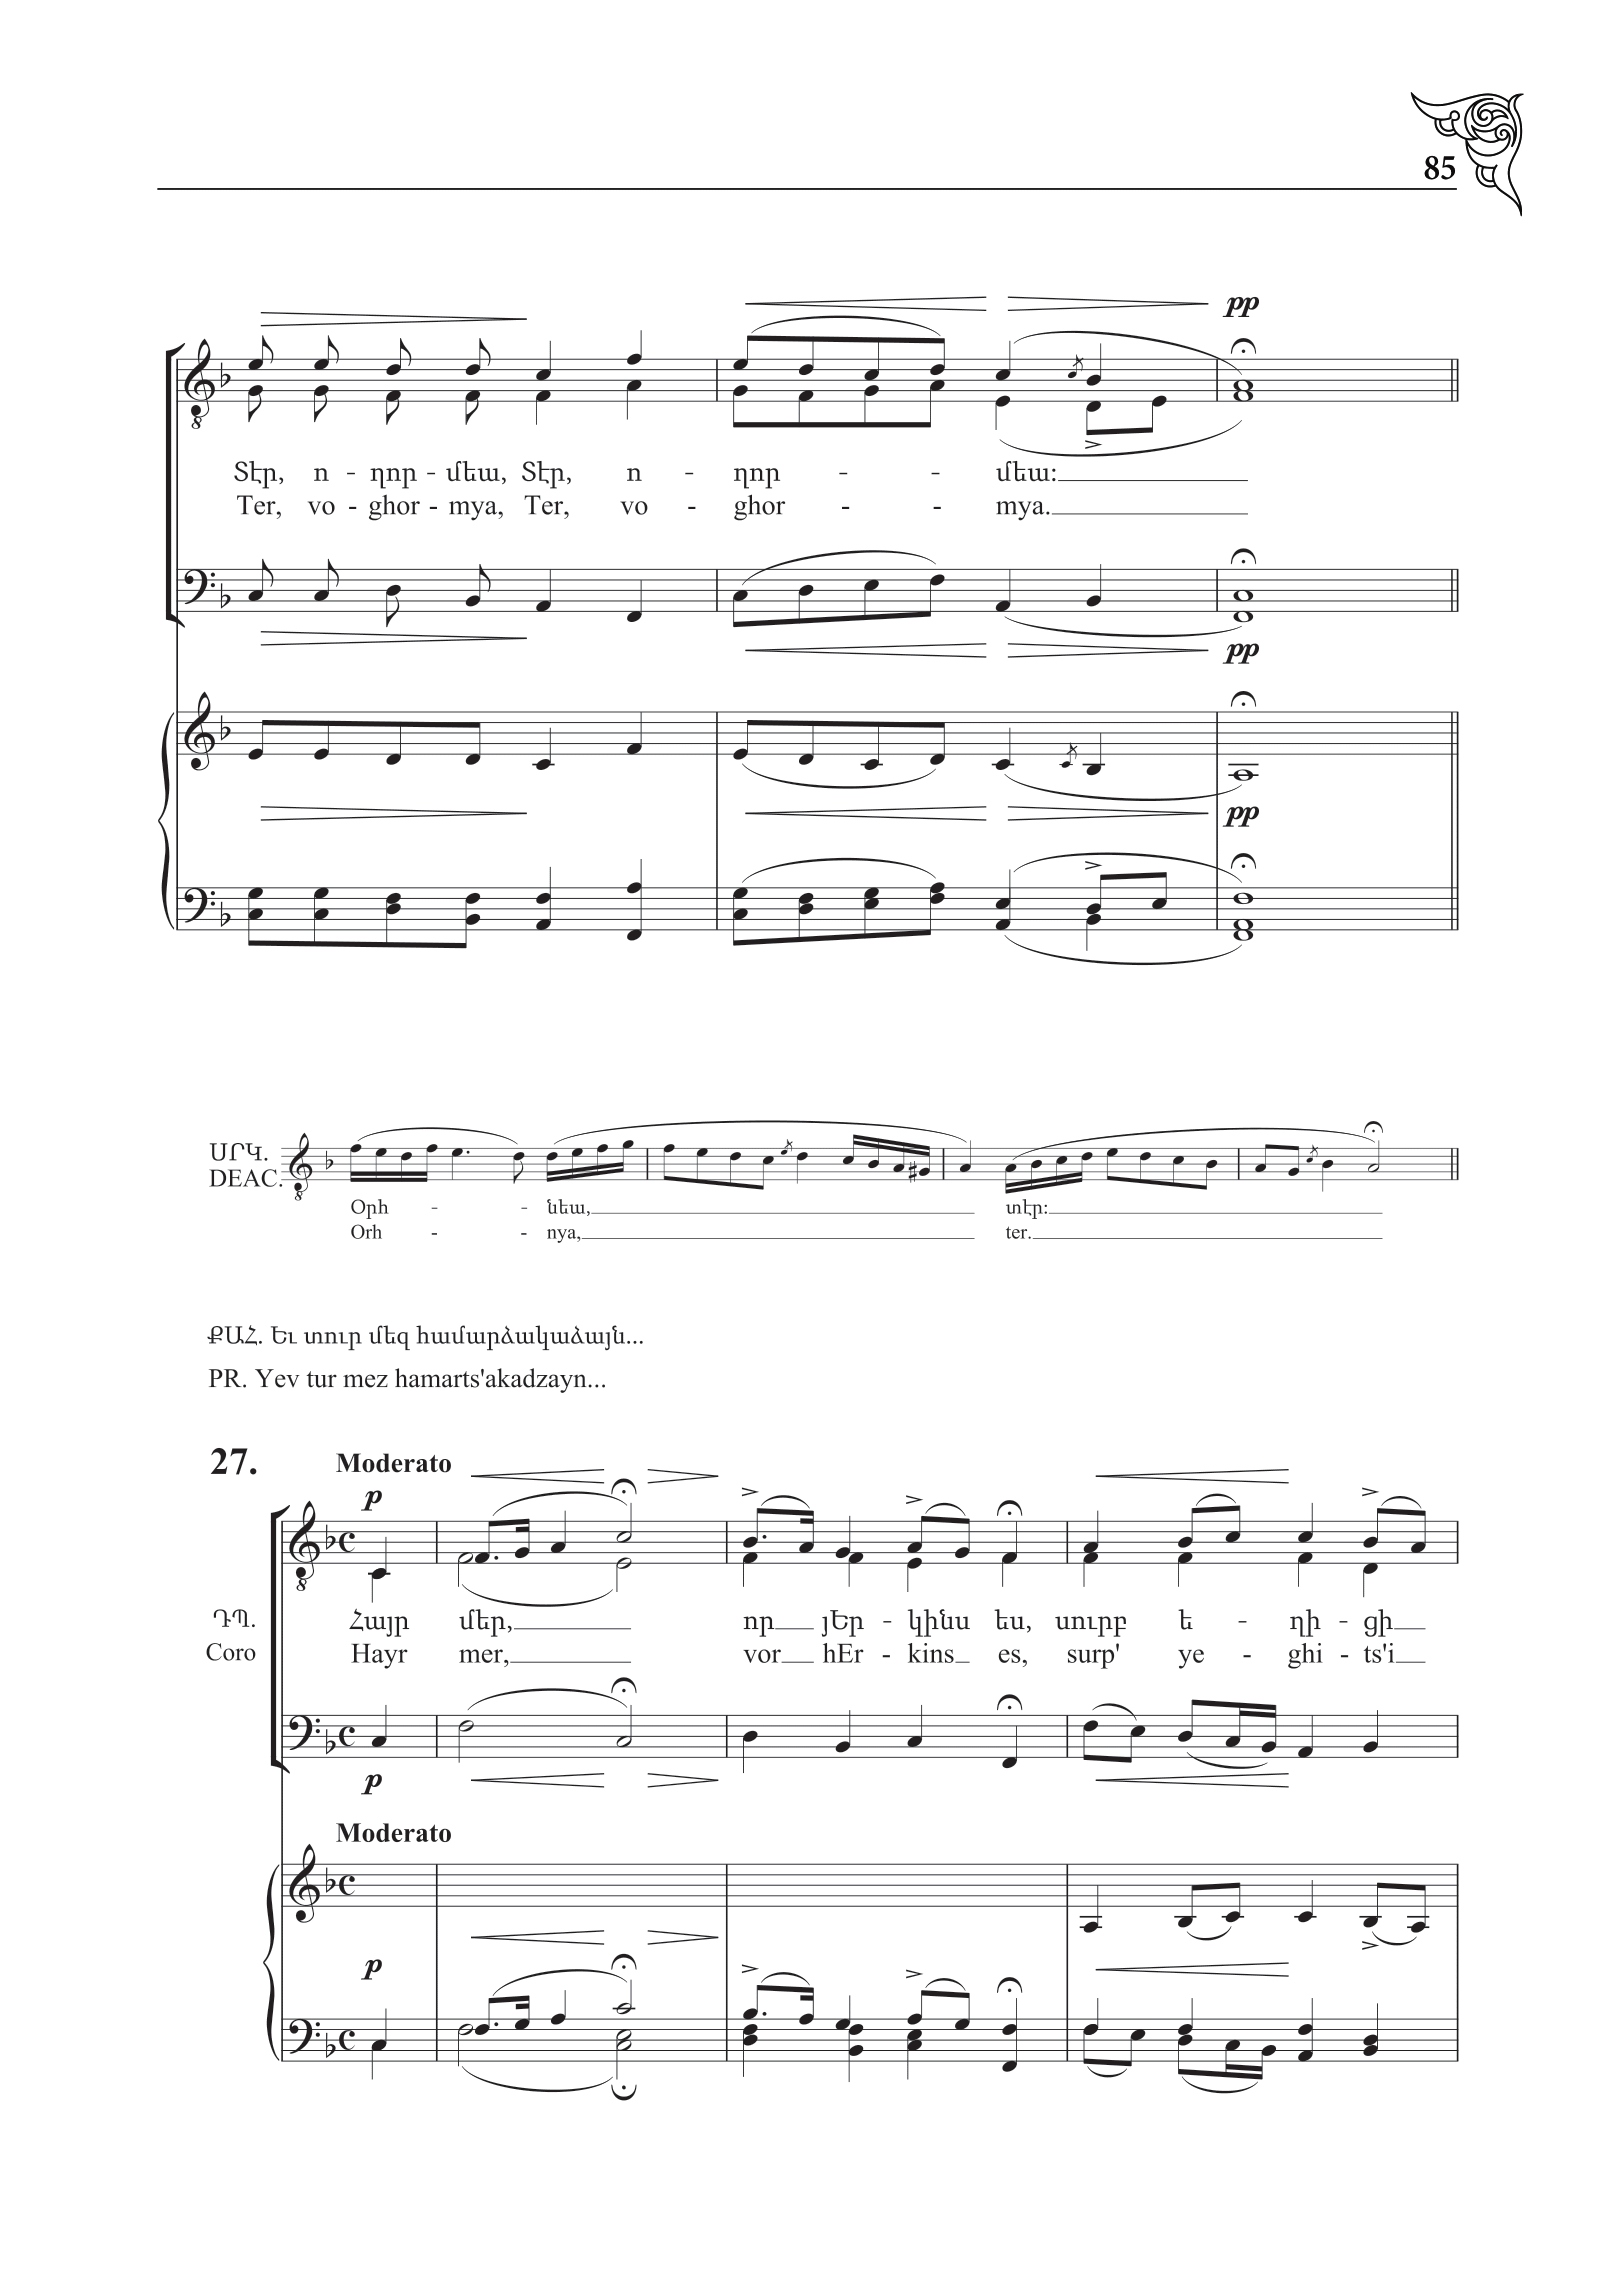 85
pp
Տէր, ո - ղոր - մեա, Տէր, ո - ղոր - - մեա:
Ter, vo - ghor - mya, Ter, vo - ghor - - mya.
pp
pp
ՍՐԿ.
DEAC.
Օրհ - - նեա, տէր:
Orh - - nya, ter.
ՔԱՀ. Եւ տուր մեզ համարձակաձայն...
PR. Yev tur mez hamarts'akadzayn...
27. Moderato
p
ԴՊ. Հայր մեր, որ յԵր - կինս ես, սուրբ ե - ղի - ցի
Coro Hayr mer, vor hEr - kins es, surp' ye - ghi - ts'i
p
Moderato
p